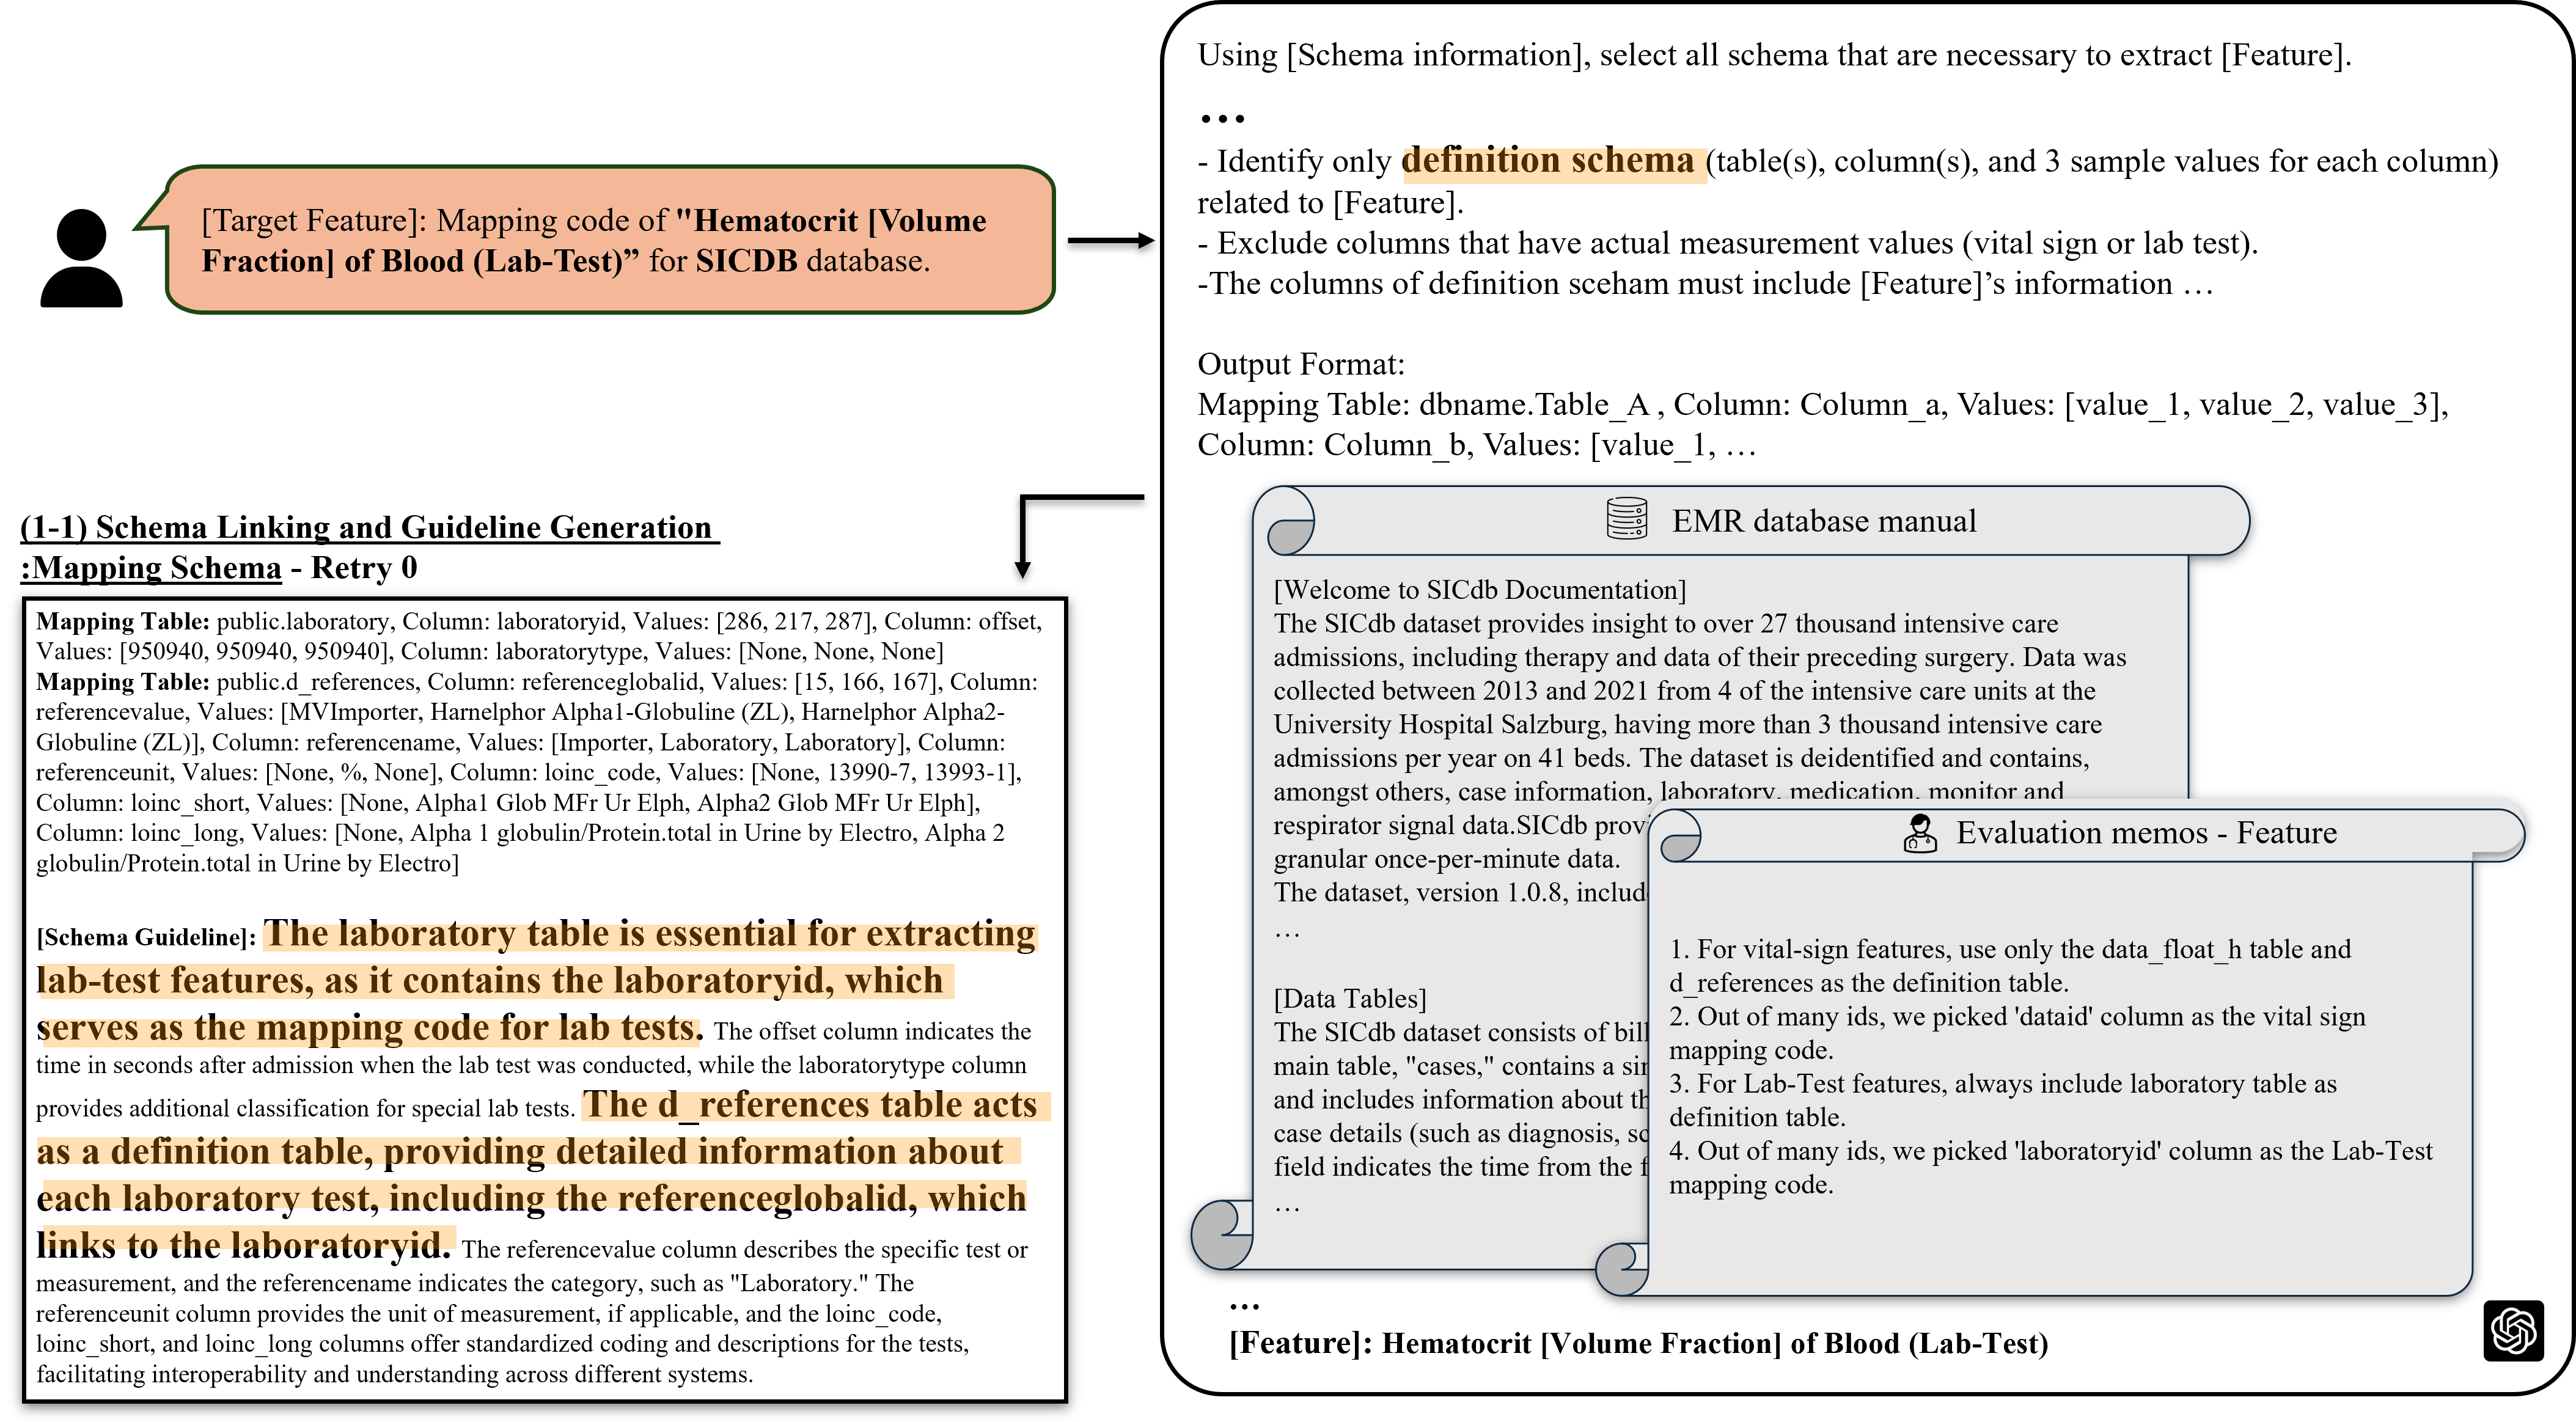 [Target Feature]: Mapping code of "Hematocrit [Volume
Fraction] of Blood (Lab-Test)” for SICDB database.
Using [Schema information], select all schema that are necessary to extract [Feature].
…
- Identify only definition schema (table(s), column(s), and 3 sample values for each column)
related to [Feature].
- Exclude columns that have actual measurement values (vital sign or lab test).
-The columns of definition sceham must include [Feature]’s information …
Output Format:
Mapping Table: dbname.Table_A , Column: Column_a, Values: [value_1, value_2, value_3],
Column: Column_b, Values: [value_1, …
EMR database manual
[Welcome to SICdb Documentation]
The SICdb dataset provides insight to over 27 thousand intensive care
admissions, including therapy and data of their preceding surgery. Data was
collected between 2013 and 2021 from 4 of the intensive care units at the
University Hospital Salzburg, having more than 3 thousand intensive care
admissions per year on 41 beds. The dataset is deidentified and contains,
amongst others, case information, laboratory, medication, monitor and
respirator signal data.SICdb prov
granular once-per-minute data.
The dataset, version 1.0.8, includ
…
[Data Tables]
The SICdb dataset consists of bill
main table, "cases," contains a sin
and includes information about th
case details (such as diagnosis, sc
field indicates the time from the f
…
Evaluation memos - Feature
1. For vital-sign features, use only the data_float_h table and
d_references as the definition table.
2. Out of many ids, we picked 'dataid' column as the vital sign
mapping code.
3. For Lab-Test features, always include laboratory table as
definition table.
4. Out of many ids, we picked 'laboratoryid' column as the Lab-Test
mapping code.
…
[Feature]: Hematocrit [Volume Fraction] of Blood (Lab-Test)
(1-1) Schema Linking and Guideline Generation
:Mapping Schema - Retry 0
Mapping Table: public.laboratory, Column: laboratoryid, Values: [286, 217, 287], Column: offset,
Values: [950940, 950940, 950940], Column: laboratorytype, Values: [None, None, None]
Mapping Table: public.d_references, Column: referenceglobalid, Values: [15, 166, 167], Column:
referencevalue, Values: [MVImporter, Harnelphor Alpha1-Globuline (ZL), Harnelphor Alpha2-
Globuline (ZL)], Column: referencename, Values: [Importer, Laboratory, Laboratory], Column:
referenceunit, Values: [None, %, None], Column: loinc_code, Values: [None, 13990-7, 13993-1],
Column: loinc_short, Values: [None, Alpha1 Glob MFr Ur Elph, Alpha2 Glob MFr Ur Elph],
Column: loinc_long, Values: [None, Alpha 1 globulin/Protein.total in Urine by Electro, Alpha 2
globulin/Protein.total in Urine by Electro]
[Schema Guideline]: The laboratory table is essential for extracting
lab-test features, as it contains the laboratoryid, which
serves as the mapping code for lab tests. The offset column indicates the
time in seconds after admission when the lab test was conducted, while the laboratorytype column
provides additional classification for special lab tests. The d_references table acts
as a definition table, providing detailed information about
each laboratory test, including the referenceglobalid, which
links to the laboratoryid. The referencevalue column describes the specific test or
measurement, and the referencename indicates the category, such as "Laboratory." The
referenceunit column provides the unit of measurement, if applicable, and the loinc_code,
loinc_short, and loinc_long columns offer standardized coding and descriptions for the tests,
facilitating interoperability and understanding across different systems.